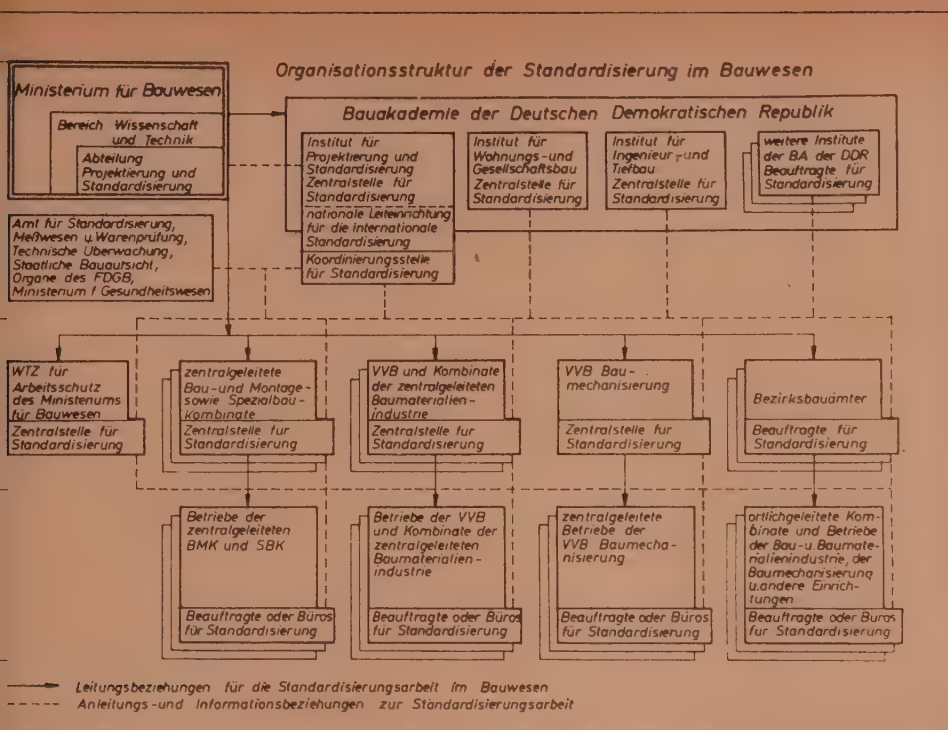 Organisationsstruktur der Standardisierung im Bauwesen
Ministerium für Bauwesen
Bereich Wissenschaft
und Technik
Abteilung
Projektierung und
Standardisierung
Bauakademie der Deutschen Demokratischen Republik
Institut für
Projektierung und
Standardisierung
Zentralstelle für
Standardisierung
nationale Leiteinrichtung
für die internationale
Standardisierung
Koordinierungsstelle
für Standardisierung
Institut für
Wohnungs- und
Gesellschaftsbau
Zentralstelle für
Standardisierung
Institut für
Ingenieur- und
Tiefbau
Zentralstelle für
Standardisierung
weitere Institute
der BA der DDR
Beauftragte für
Standardisierung
Amt für Standardisierung,
Meßwesen u. Warenprüfung,
Technische Überwachung,
Staatliche Bauaufsicht,
Organe des FDGB,
Ministerium f Gesundheitswesen
WTZ für
Arbeitsschutz
des Ministeriums
für Bauwesen
Zentralstelle für
Standardisierung
zentralgeleitete
Bau- und Montage-
sowie Spezialbau-
Kombinate
Zentralstelle für
Standardisierung
VVB und Kombinate
der zentralgeleiteten
Baumaterialien-
industrie
Zentralstelle für
Standardisierung
VVB Bau-
mechanisierung
Zentralstelle für
Standardisierung
Bezirksbauämter
Beauftragte für
Standardisierung
Betriebe der
zentralgeleiteten
BMK und SBK
Beauftragte oder Büros
für Standardisierung
Betriebe der VVB
und Kombinate der
zentralgeleiteten
Baumaterialien-
industrie
Beauftragte oder Büros
für Standardisierung
zentralgeleitete
Betriebe der
VVB Baumecha-
nisierung
Beauftragte oder Büros
für Standardisierung
örtlichgeleitete Kom-
binate und Betriebe
der Bau- u. Baumate-
rialienindustrie, der
Baumechanisierung
u. andere Einrich-
tungen
Beauftragte oder Büros
für Standardisierung
Leitungsbeziehungen für die Standardisierungsarbeit im Bauwesen
Anleitungs- und Informationsbeziehungen zur Standardisierungsarbeit